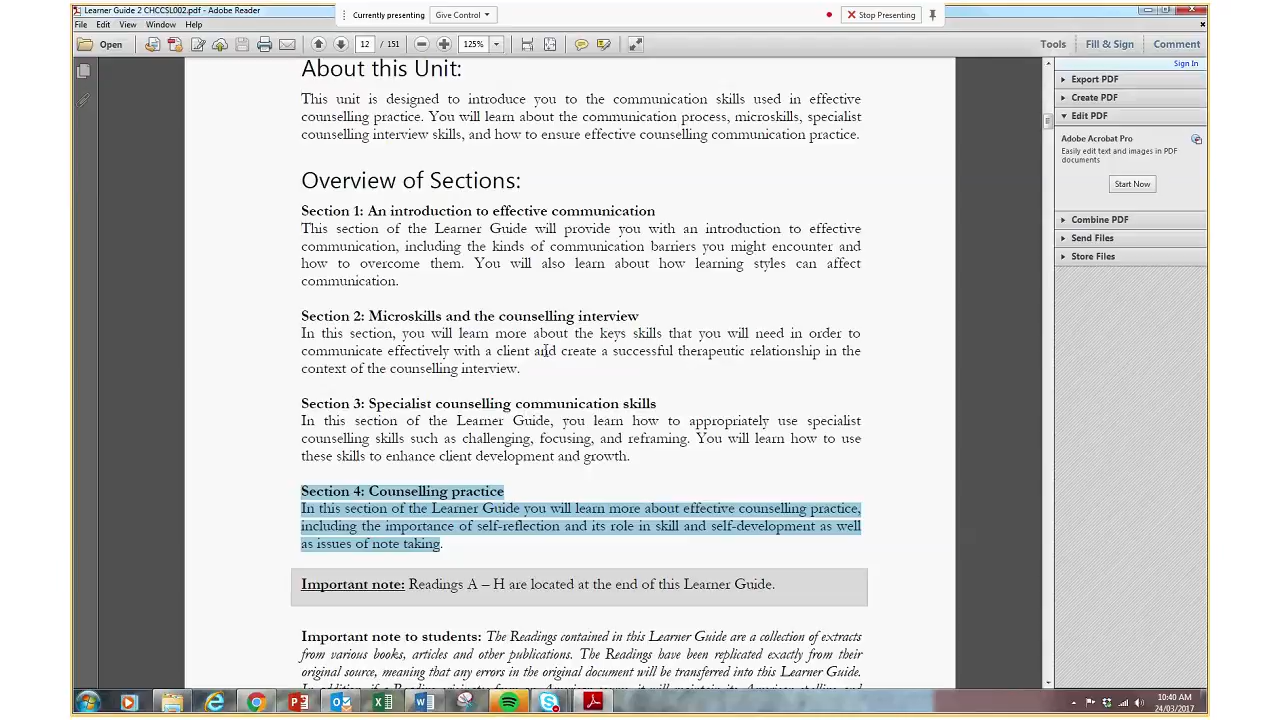 Learner Guide 2 CHCCSL002.pdf - Adobe Reader
Currently presenting Give Control Stop Presenting
File Edit View Window Help
Open 12 / 151 125% Tools Fill & Sign Comment
Sign In
Export PDF
Create PDF
Edit PDF
Adobe Acrobat Pro
Easily edit text and images in PDF
documents
Start Now
Combine PDF
Send Files
Store Files
About this Unit:
This unit is designed to introduce you to the communication skills used in effective
counselling practice. You will learn about the communication process, microskills, specialist
counselling interview skills, and how to ensure effective counselling communication practice.
Overview of Sections:
Section 1: An introduction to effective communication
This section of the Learner Guide will provide you with an introduction to effective
communication, including the kinds of communication barriers you might encounter and
how to overcome them. You will also learn about how learning styles can affect
communication.
Section 2: Microskills and the counselling interview
In this section, you will learn more about the keys skills that you will need in order to
communicate effectively with a client and create a successful therapeutic relationship in the
context of the counselling interview.
Section 3: Specialist counselling communication skills
In this section of the Learner Guide, you learn how to appropriately use specialist
counselling skills such as challenging, focusing, and reframing. You will learn how to use
these skills to enhance client development and growth.
Section 4: Counselling practice
In this section of the Learner Guide you will learn more about effective counselling practice,
including the importance of self-reflection and its role in skill and self-development as well
as issues of note taking.
Important note: Readings A – H are located at the end of this Learner Guide.
Important note to students: The Readings contained in this Learner Guide are a collection of extracts
from various books, articles and other publications. The Readings have been replicated exactly from their
original source, meaning that any errors in the original document will be transferred into this Learner Guide.
10:40 AM
24/03/2017